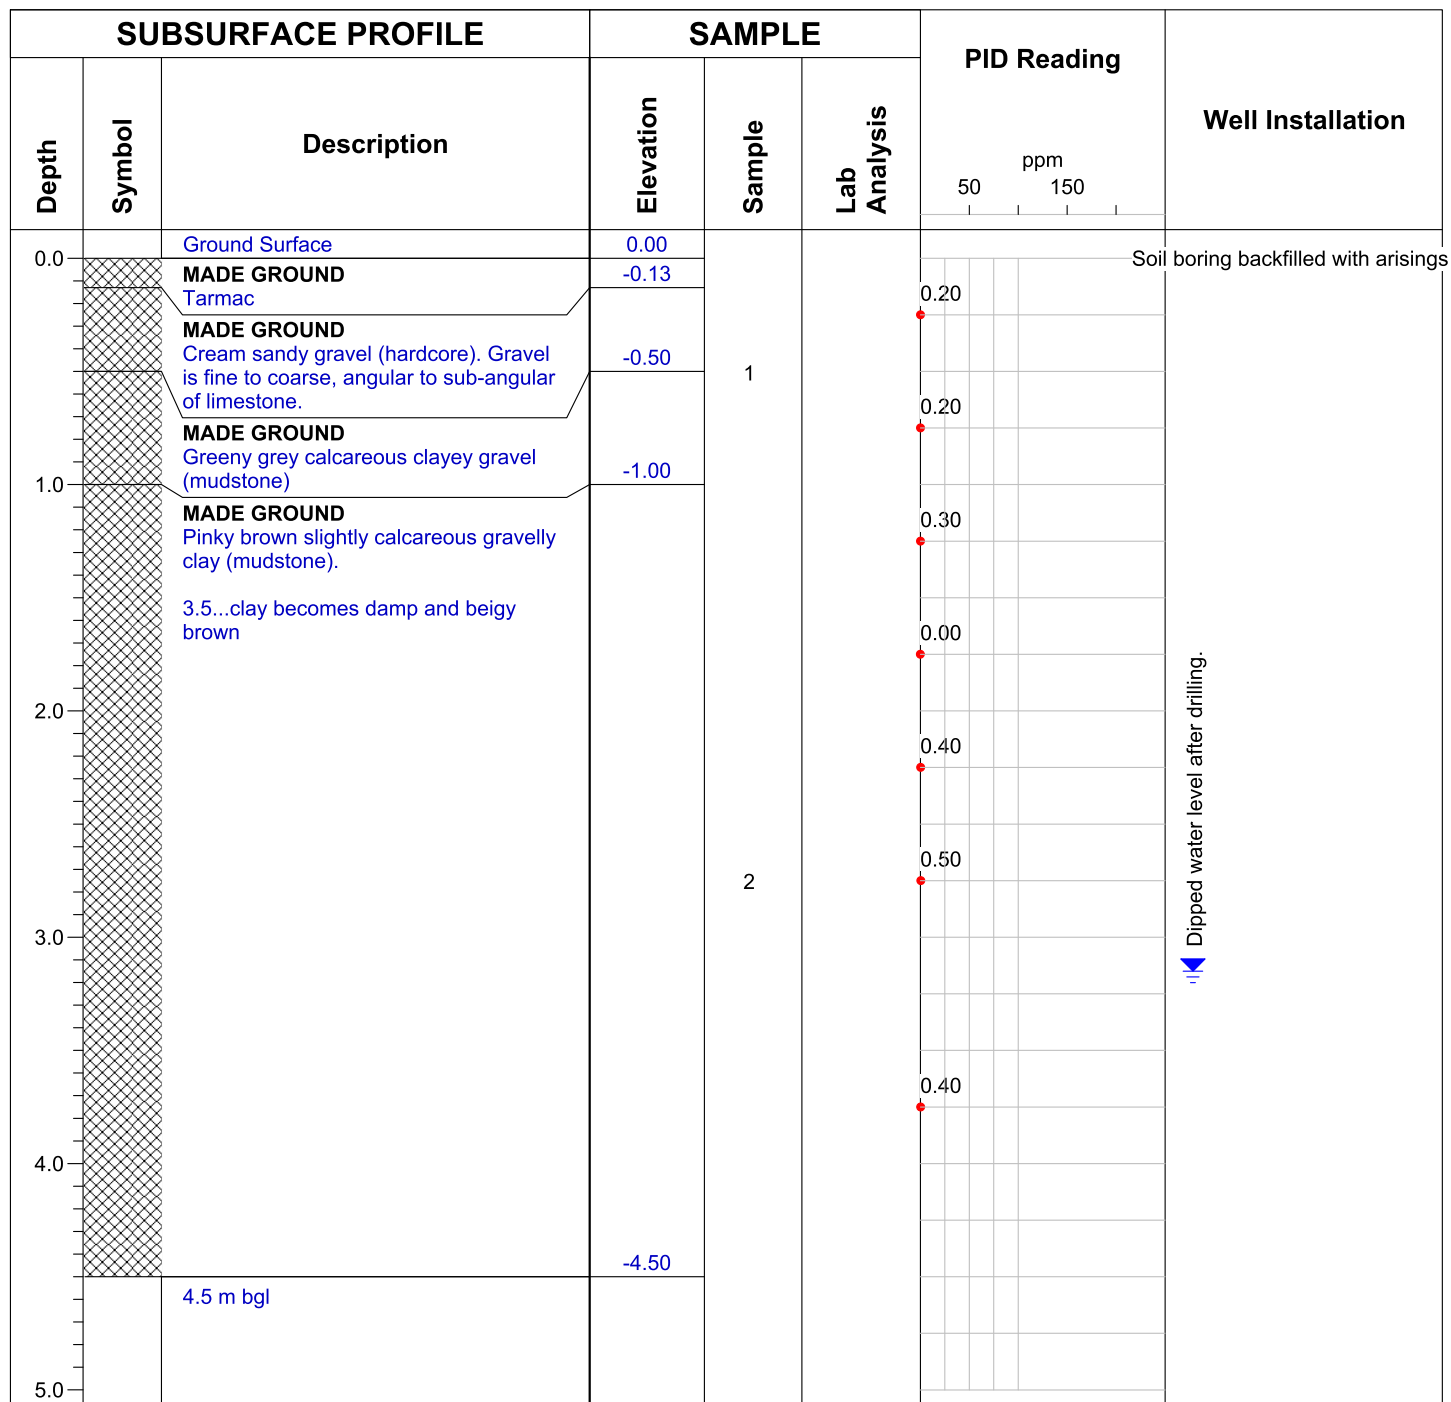 SUBSURFACE PROFILE
SAMPLE
PID Reading
Well Installation
Depth
Symbol
Description
Elevation
Sample
Lab
Analysis
ppm
50 150
Ground Surface
0.00
0.0
Soil boring backfilled with arisings
MADE GROUND
-0.13
Tarmac
0.20
MADE GROUND
Cream sandy gravel (hardcore). Gravel
is fine to coarse, angular to sub-angular
of limestone.
-0.50
1
0.20
MADE GROUND
Greeny grey calcareous clayey gravel
(mudstone)
-1.00
1.0
MADE GROUND
Pinky brown slightly calcareous gravelly
clay (mudstone).
0.30
3.5...clay becomes damp and beigy
brown
0.00
2.0
0.40
Dipped water level after drilling.
0.50
2
3.0
0.40
4.0
-4.50
4.5 m bgl
5.0